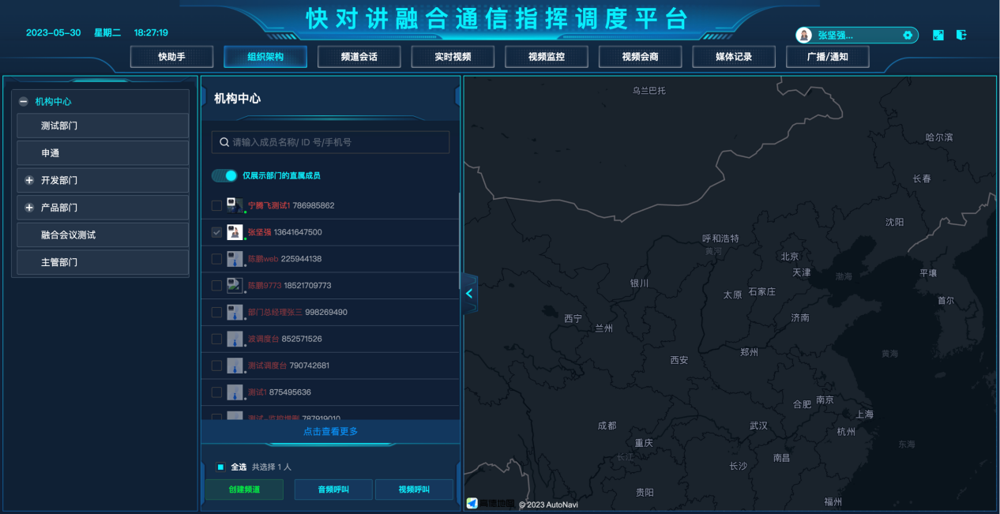 快对讲融合通信指挥调度平台
2023-05-30 星期二 18:27:19
张坚强...
快助手 组织架构 频道会话 实时视频 视频监控 视频会商 媒体记录 广播/通知
机构中心
测试部门
申通
开发部门
产品部门
融合会议测试
主管部门
机构中心
请输入成员名称/ ID 号/手机号
仅展示部门的直属成员
宁腾飞测试1 786985862
张坚强 13641647500
陈鹏web 225944138
陈鹏9773 18521709773
部门总经理张三 998269490
波调度台 852571526
测试调度台 790742681
测试1 875495636
测试-监控增删 787919010
点击查看更多
全选 共选择 1 人
创建频道 音频呼叫 视频呼叫
乌兰巴托
哈尔滨
长春
沈阳
呼和浩特
黄河
北京
天津
渤海
平壤
银川
太原
石家庄
首尔
西宁
兰州
济南
郑州
黄海
西安
合肥
南京
上海
成都
武汉
杭州
重庆
东海
长江
南昌
长沙
贵阳
福州
高德地图 © 2023 AutoNavi